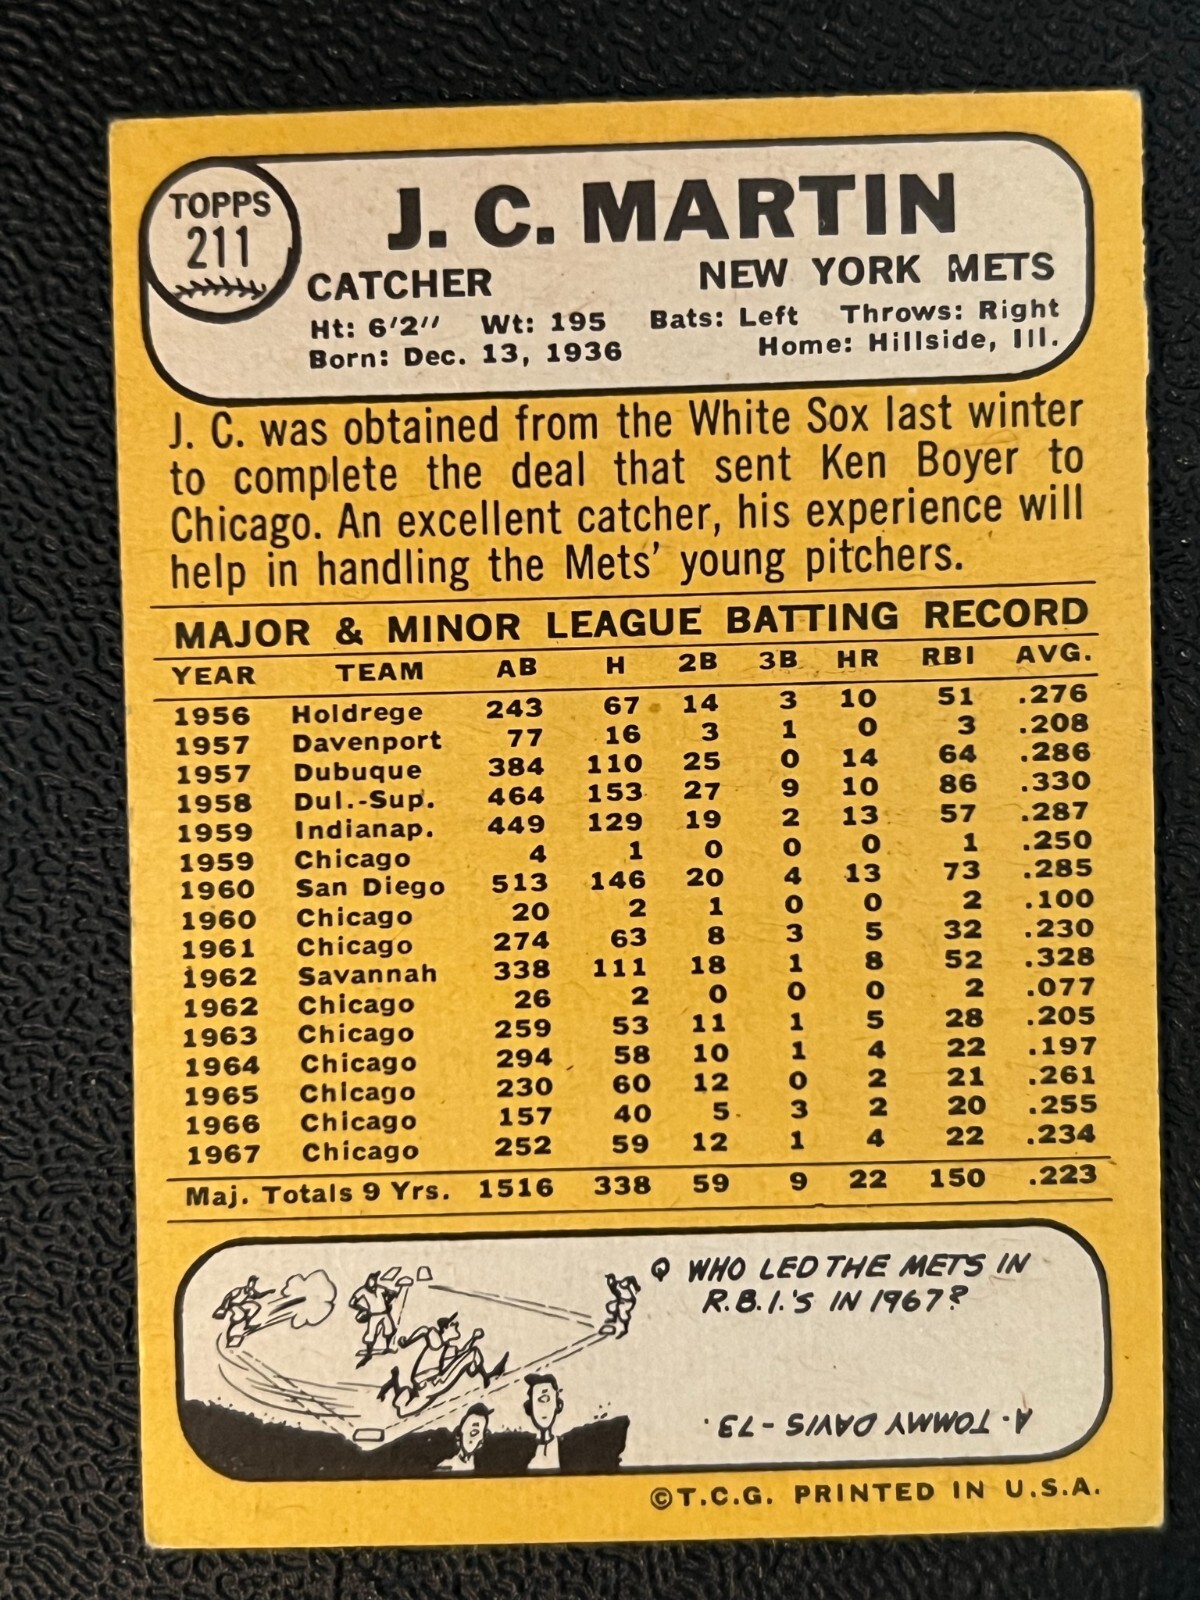 TOPPS
211
J. C. MARTIN
CATCHER NEW YORK METS
Ht: 6'2" Wt: 195 Bats: Left Throws: Right
Born: Dec. 13, 1936 Home: Hillside, Ill.
J. C. was obtained from the White Sox last winter
to complete the deal that sent Ken Boyer to
Chicago. An excellent catcher, his experience will
help in handling the Mets' young pitchers.
MAJOR & MINOR LEAGUE BATTING RECORD
YEAR TEAM AB H 2B 3B HR RBI AVG.
1956 Holdrege 243 67 14 3 10 51 .276
1957 Davenport 77 16 3 1 0 3 .208
1957 Dubuque 384 110 25 0 14 64 .286
1958 Dul.-Sup. 464 153 27 9 10 86 .330
1959 Indianap. 449 129 19 2 13 57 .287
1959 Chicago 4 1 0 0 0 1 .250
1960 San Diego 513 146 20 4 13 73 .285
1960 Chicago 20 2 1 0 0 2 .100
1961 Chicago 274 63 8 3 5 32 .230
1962 Savannah 338 111 18 1 8 52 .328
1962 Chicago 26 2 0 0 0 2 .077
1963 Chicago 259 53 11 1 5 28 .205
1964 Chicago 294 58 10 1 4 22 .197
1965 Chicago 230 60 12 0 2 21 .261
1966 Chicago 157 40 5 3 2 20 .255
1967 Chicago 252 59 12 1 4 22 .234
Maj. Totals 9 Yrs. 1516 338 59 9 22 150 .223
Q WHO LED THE METS IN
R.B.I.'S IN 1967?
A. TOMMY DAVIS - 73.
©T.C.G. PRINTED IN U.S.A.